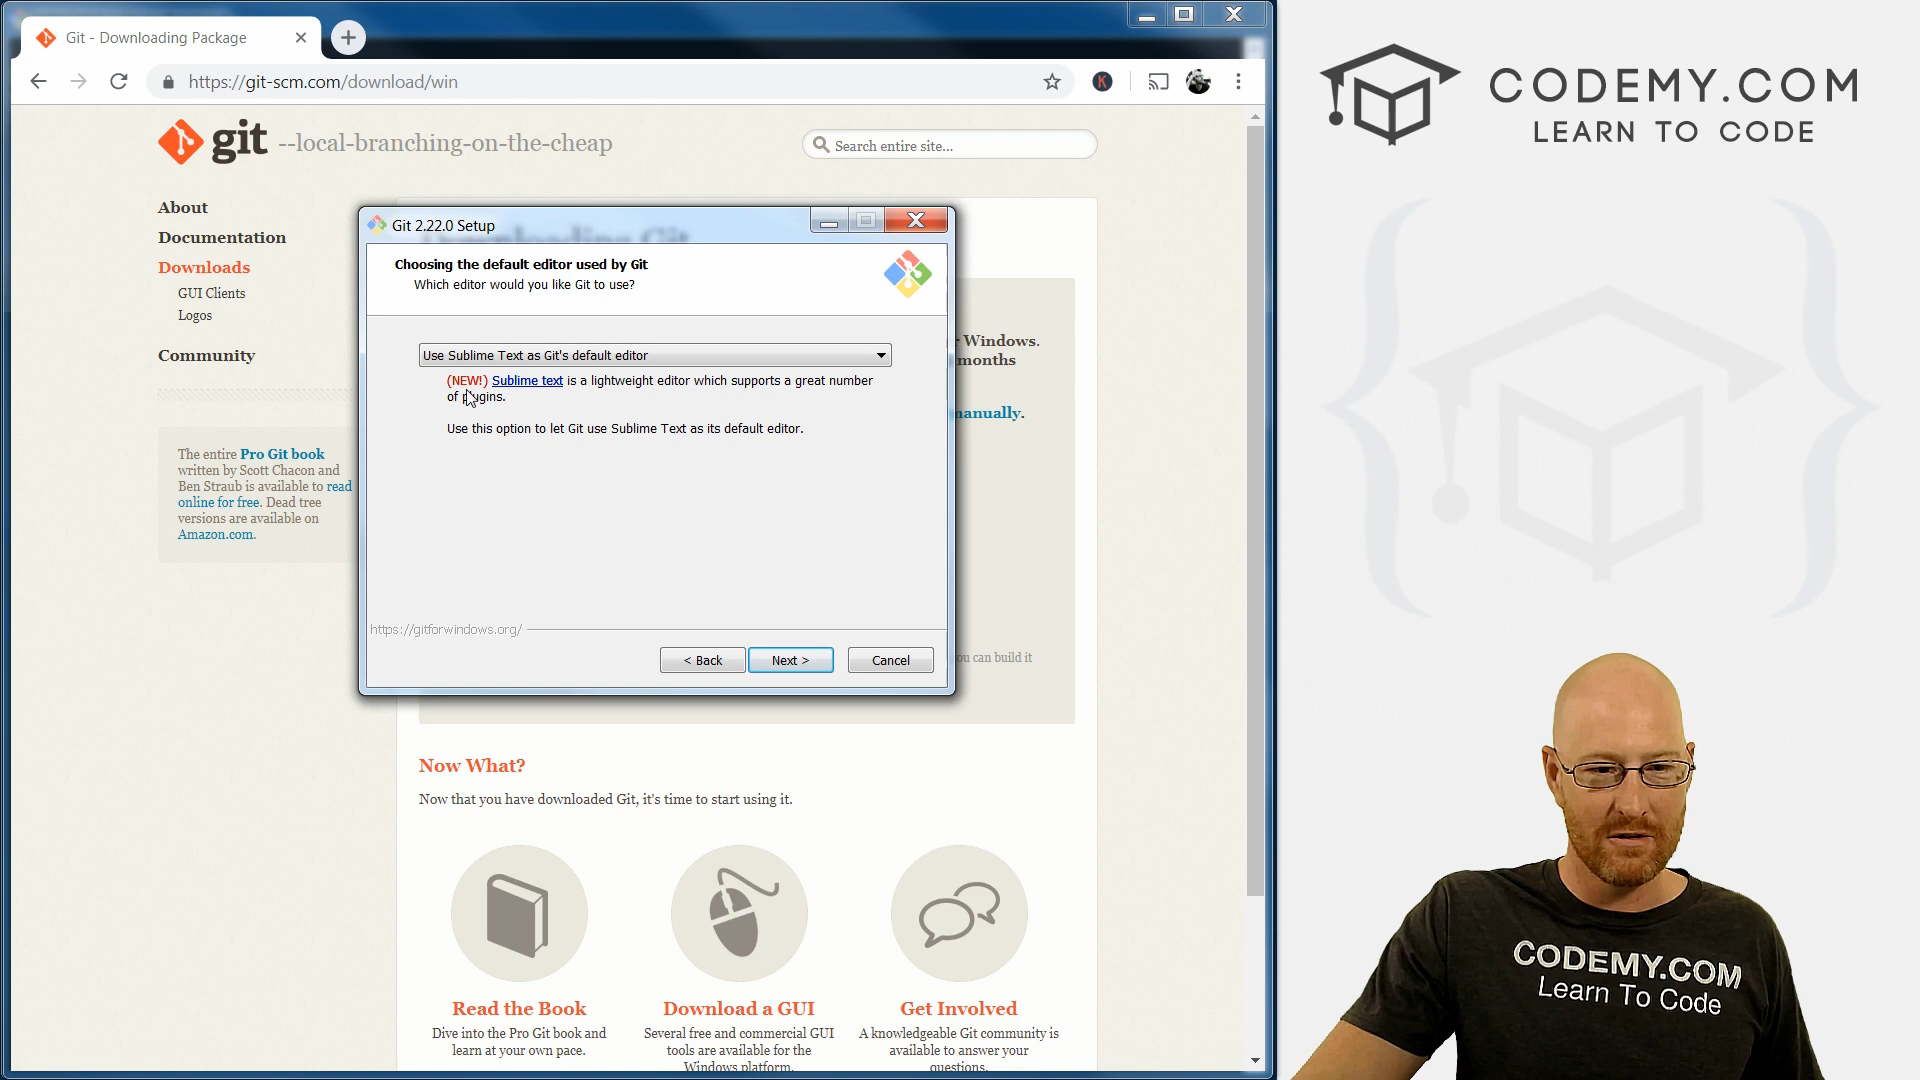 Git - Downloading Package
https://git-scm.com/download/win
K
CODEMY.COM
LEARN TO CODE
git --local-branching-on-the-cheap
Search entire site...
About
Documentation
Downloads
GUI Clients
Logos
Community
The entire Pro Git book
written by Scott Chacon and
Ben Straub is available to read
online for free. Dead tree
versions are available on
Amazon.com.
Downloading Git
Windows.
months
manually.
ou can build it
Git 2.22.0 Setup
Choosing the default editor used by Git
Which editor would you like Git to use?
Use Sublime Text as Git's default editor
(NEW!) Sublime text is a lightweight editor which supports a great number
of plugins.
Use this option to let Git use Sublime Text as its default editor.
https://gitforwindows.org/
< Back
Next >
Cancel
Now What?
Now that you have downloaded Git, it's time to start using it.
Read the Book
Dive into the Pro Git book and
learn at your own pace.
Download a GUI
Several free and commercial GUI
tools are available for the
Windows platform.
Get Involved
A knowledgeable Git community is
available to answer your
questions.
CODEMY.COM
Learn To Code